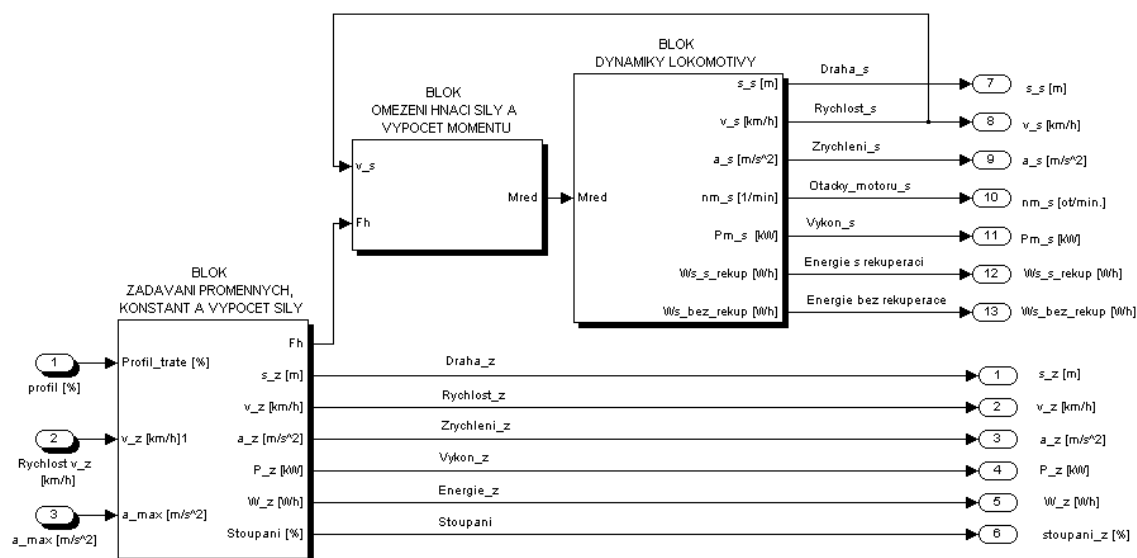 BLOK
DYNAMIKY LOKOMOTIVY
BLOK
OMEZENI HNACI SILY A
VYPOCET MOMENTU
v_s
Fh
Mred
Mred
s_s [m]
v_s [km/h]
a_s [m/s^2]
nm_s [1/min]
Pm_s [kW]
Ws_s_rekup [Wh]
Ws_bez_rekup [Wh]
Draha_s
Rychlost_s
Zrychleni_s
Otacky_motoru_s
Vykon_s
Energie s rekuperaci
Energie bez rekuperace
7
s_s [m]
8
v_s [km/h]
9
a_s [m/s^2]
10
nm_s [ot/min.]
11
Pm_s [kW]
12
Ws_s_rekup [Wh]
13
Ws_bez_rekup [Wh]
BLOK
ZADAVANI PROMENNYCH,
KONSTANT A VYPOCET SILY
1
profil [%]
2
Rychlost v_z
[km/h]
3
a_max [m/s^2]
Profil_trate [%]
v_z [km/h]1
a_max [m/s^2]
Fh
s_z [m]
v_z [km/h]
a_z [m/s^2]
P_z [kW]
W_z [Wh]
Stoupani [%]
Draha_z
Rychlost_z
Zrychleni_z
Vykon_z
Energie_z
Stoupani
1
s_z [m]
2
v_z [km/h]
3
a_z [m/s^2]
4
P_z [kW]
5
W_z [Wh]
6
stoupani_z [%]